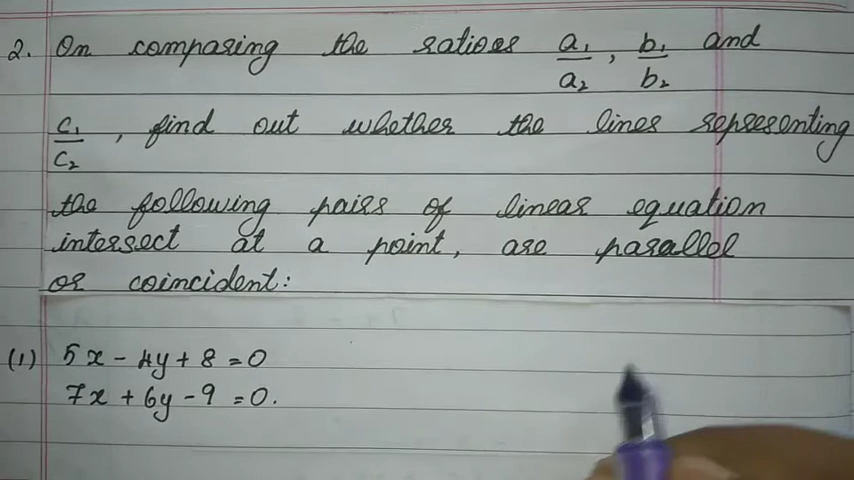 2. On comparing the ratioes a₁/a₂, b₁/b₂ and
c₁/c₂, find out whether the lines representing
the following pairs of linear equation
intersect at a point, are parallel
or coincident:
(1) 5x - 4y + 8 = 0
7x + 6y - 9 = 0.